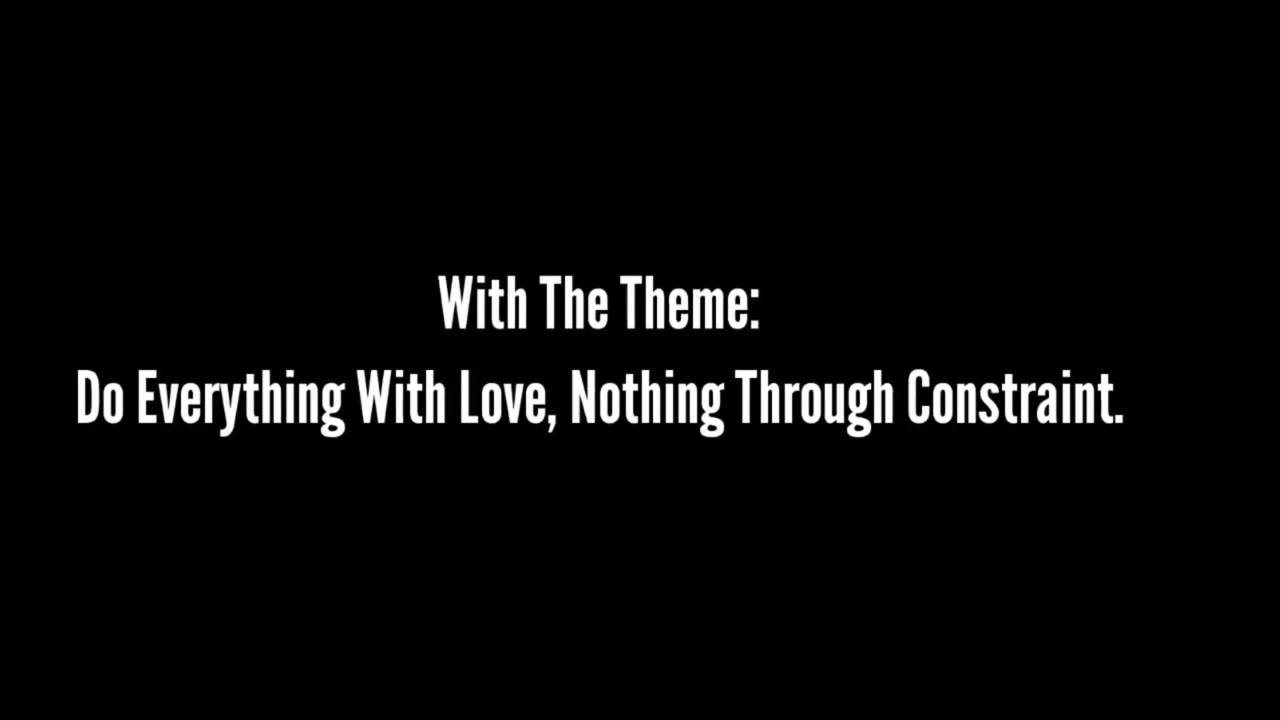 With The Theme:
Do Everything With Love, Nothing Through Constraint.